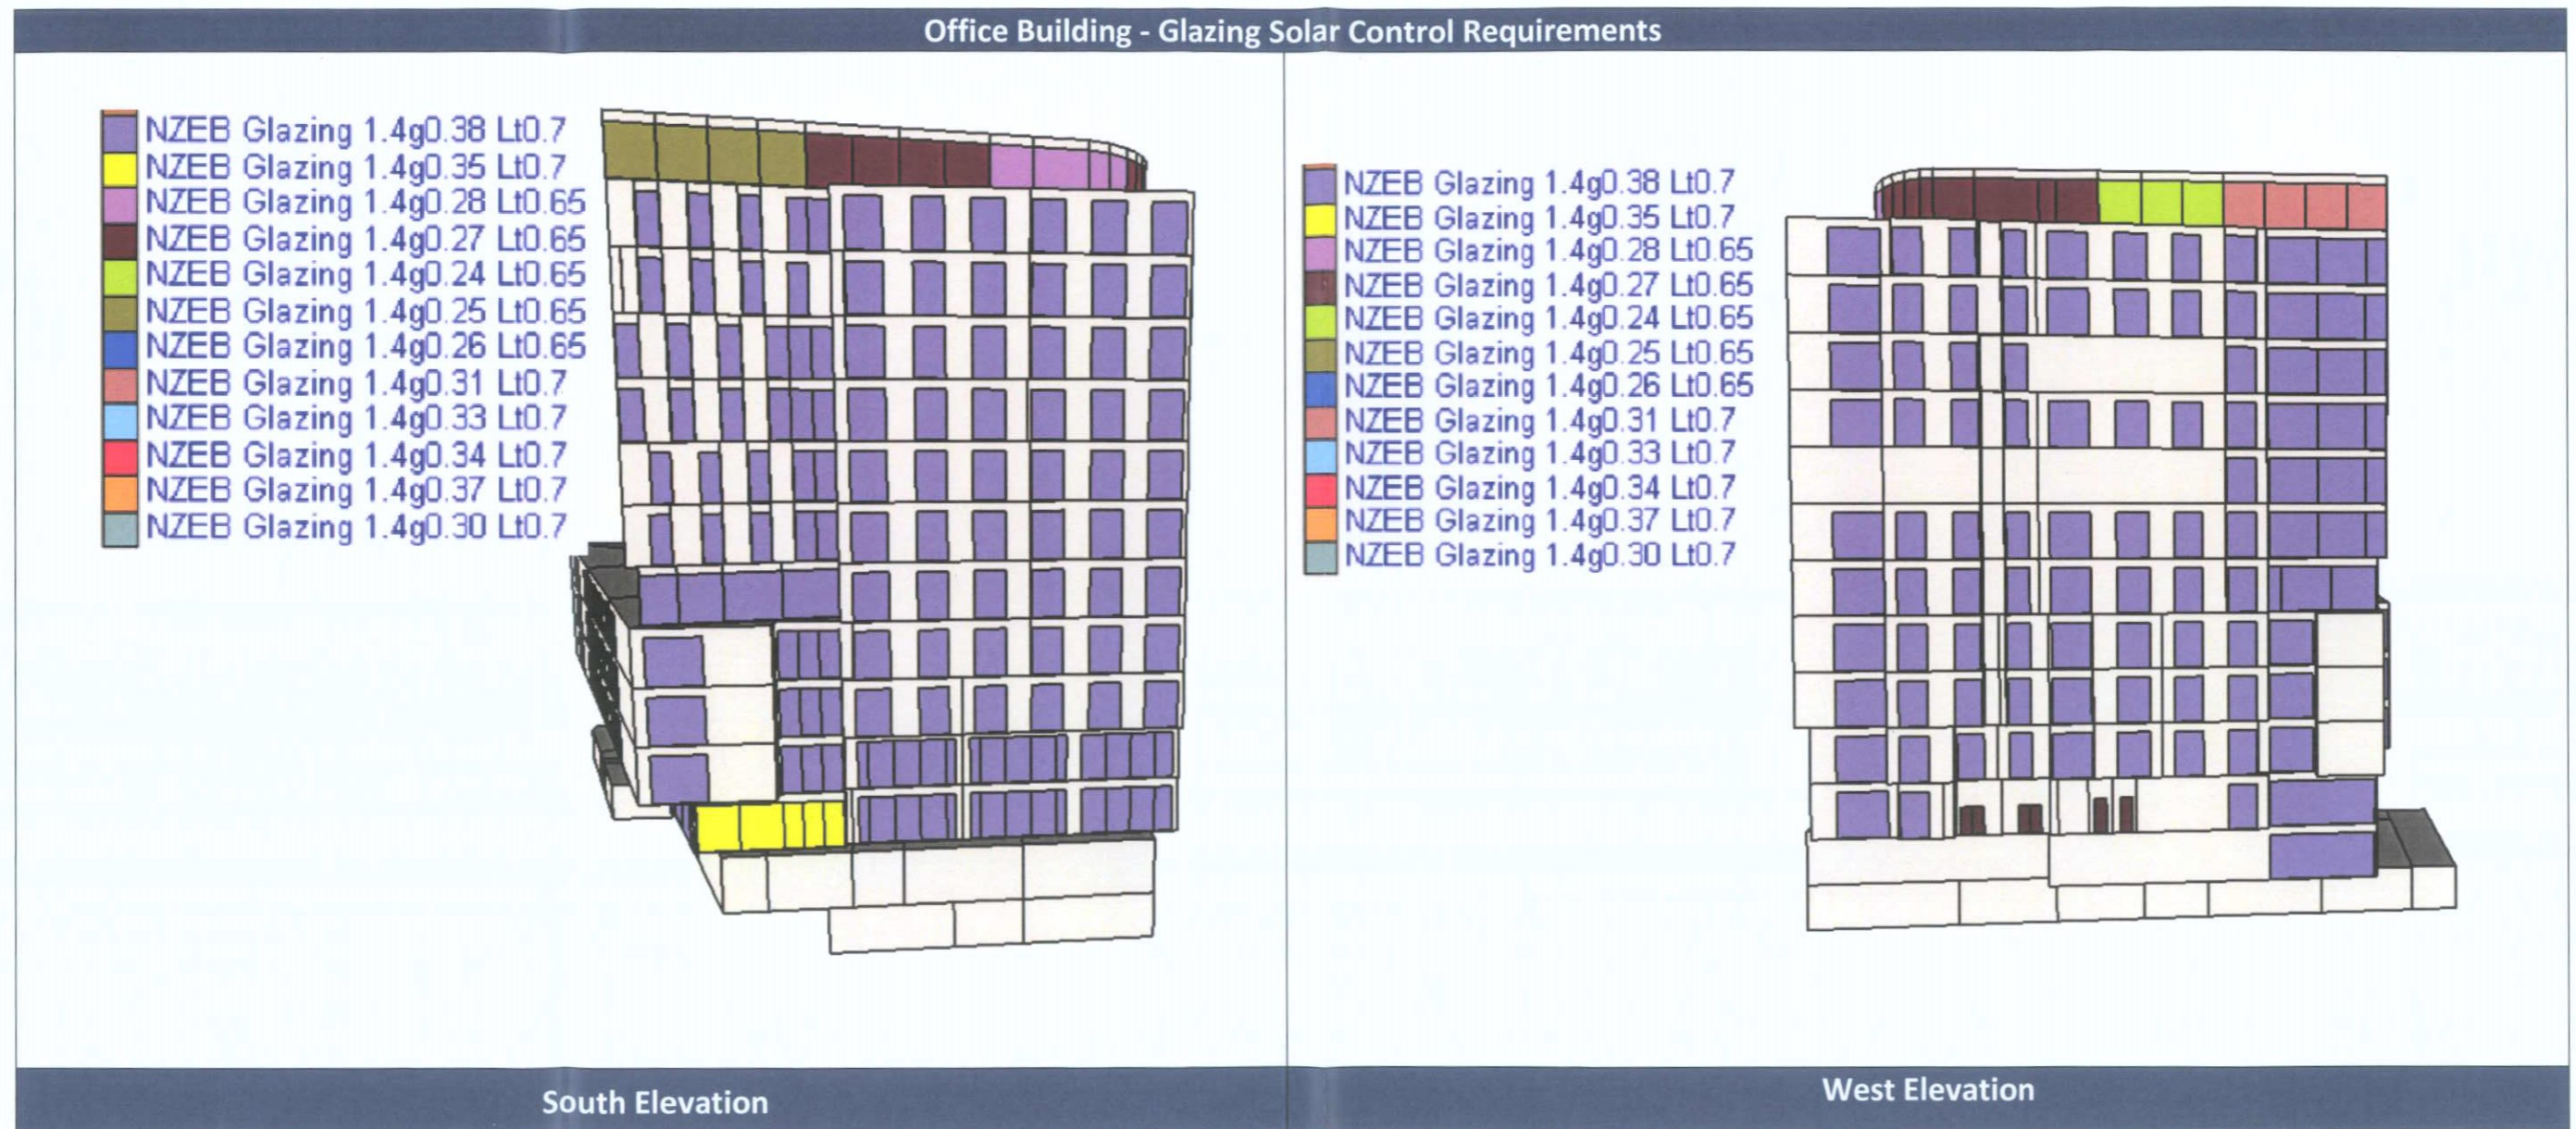 Office Building - Glazing Solar Control Requirements
NZEB Glazing 1.4g0.38 Lt0.7
NZEB Glazing 1.4g0.35 Lt0.7
NZEB Glazing 1.4g0.28 Lt0.65
NZEB Glazing 1.4g0.27 Lt0.65
NZEB Glazing 1.4g0.24 Lt0.65
NZEB Glazing 1.4g0.25 Lt0.65
NZEB Glazing 1.4g0.26 Lt0.65
NZEB Glazing 1.4g0.31 Lt0.7
NZEB Glazing 1.4g0.33 Lt0.7
NZEB Glazing 1.4g0.34 Lt0.7
NZEB Glazing 1.4g0.37 Lt0.7
NZEB Glazing 1.4g0.30 Lt0.7
South Elevation
NZEB Glazing 1.4g0.38 Lt0.7
NZEB Glazing 1.4g0.35 Lt0.7
NZEB Glazing 1.4g0.28 Lt0.65
NZEB Glazing 1.4g0.27 Lt0.65
NZEB Glazing 1.4g0.24 Lt0.65
NZEB Glazing 1.4g0.25 Lt0.65
NZEB Glazing 1.4g0.26 Lt0.65
NZEB Glazing 1.4g0.31 Lt0.7
NZEB Glazing 1.4g0.33 Lt0.7
NZEB Glazing 1.4g0.34 Lt0.7
NZEB Glazing 1.4g0.37 Lt0.7
NZEB Glazing 1.4g0.30 Lt0.7
West Elevation